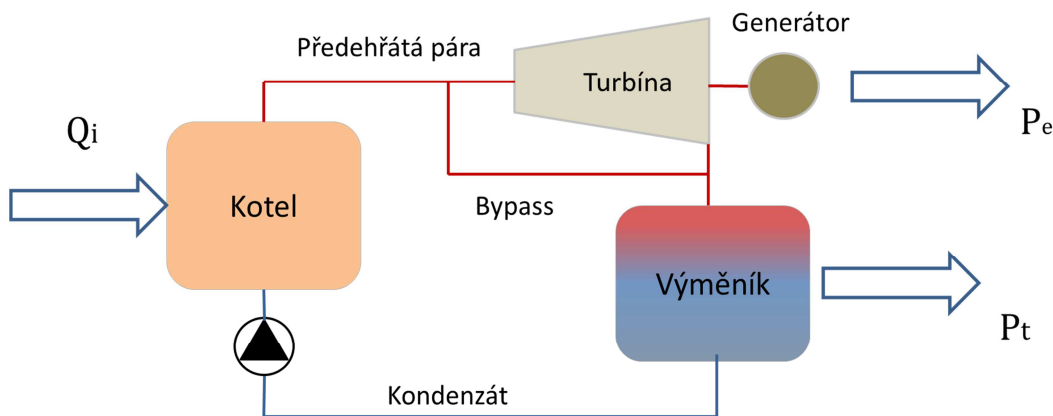 Generátor
Předehřátá pára
Turbína
Pe
Qi
Kotel
Bypass
Výměník
Pt
Kondenzát